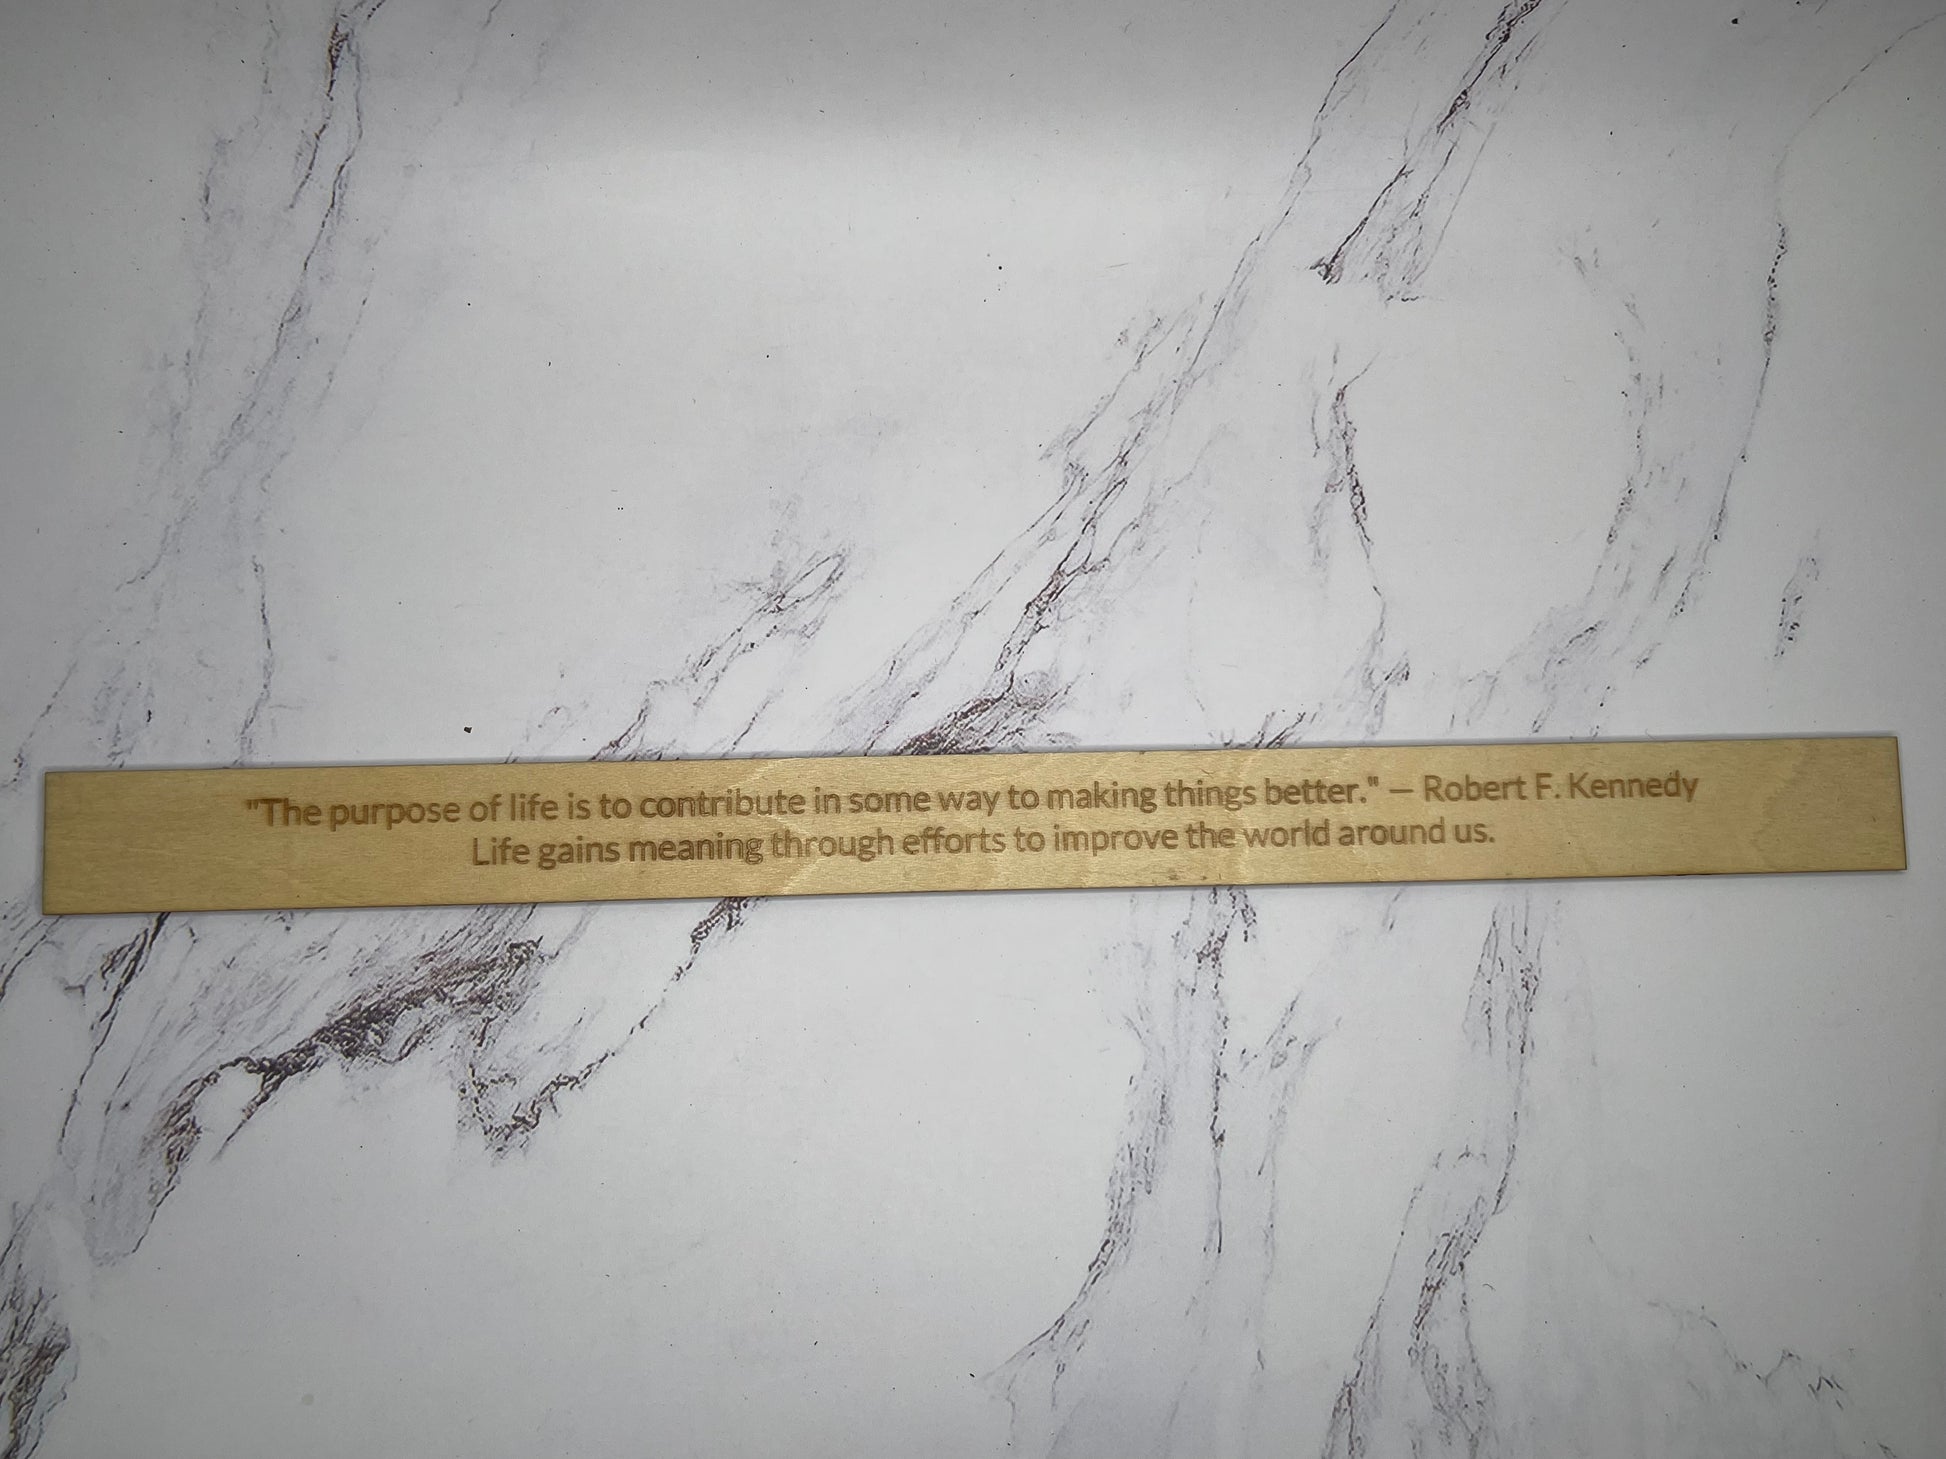 "The purpose of life is to contribute in some way to making things better." — Robert F. Kennedy
Life gains meaning through efforts to improve the world around us.